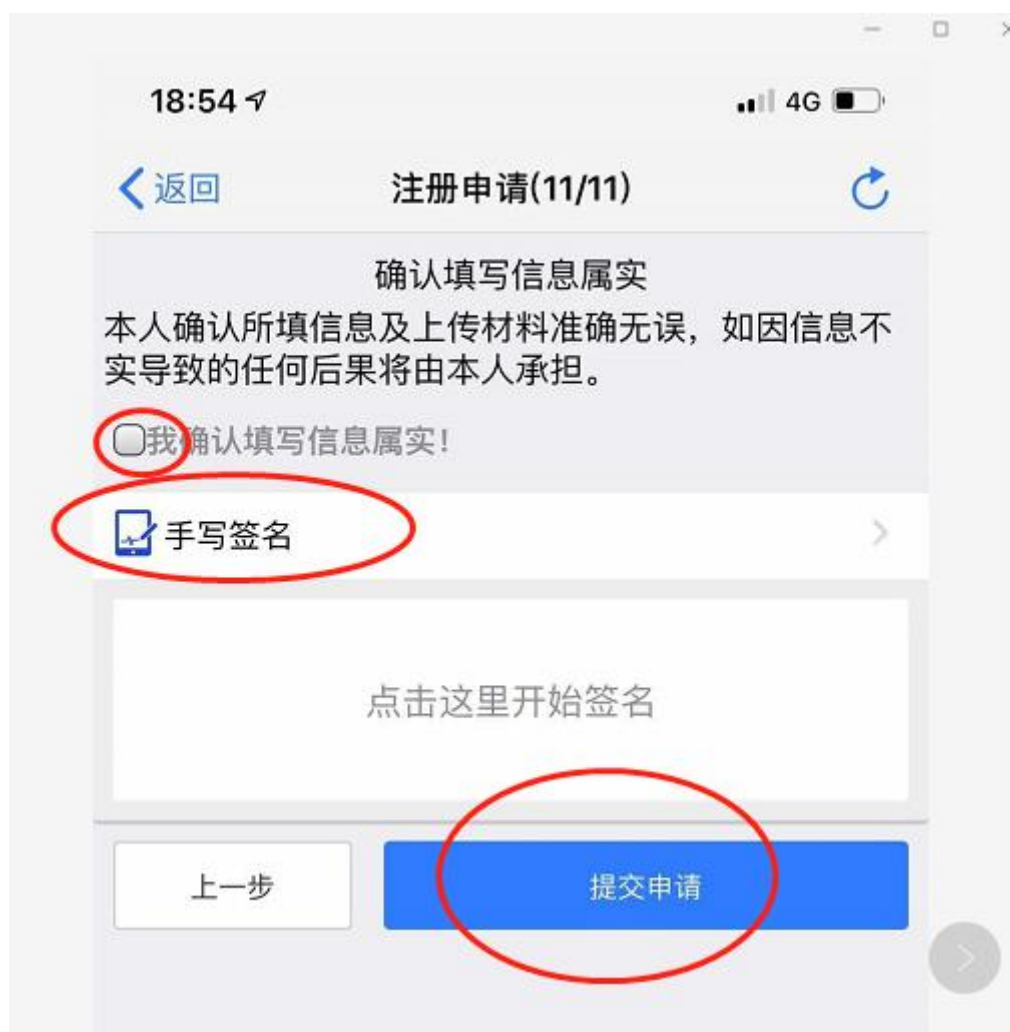 18:54
4G
返回
注册申请(11/11)
确认填写信息属实
本人确认所填信息及上传材料准确无误，如因信息不
实导致的任何后果将由本人承担。
我确认填写信息属实!
手写签名
点击这里开始签名
上一步
提交申请